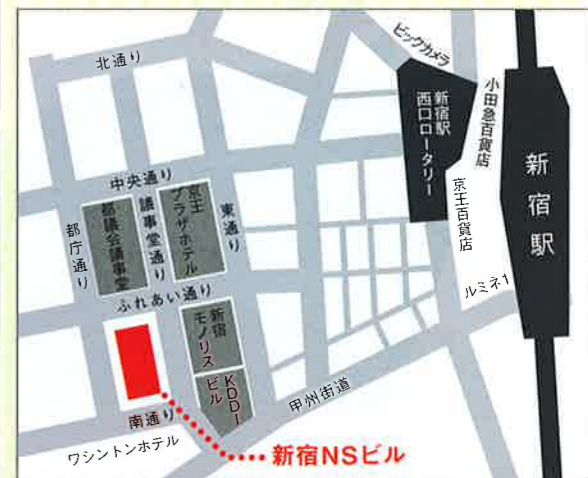 北通り
ビックカメラ
小田急百貨店
新宿駅
西口ロータリー
新宿駅
京王百貨店
ルミネ1
中央通り
都庁通り
都議会議事堂
議事堂通り
京王
プラザホテル
東通り
ふれあい通り
新宿
モノリス
KDDI
ビル
甲州街道
南通り
ワシントンホテル
新宿NSビル